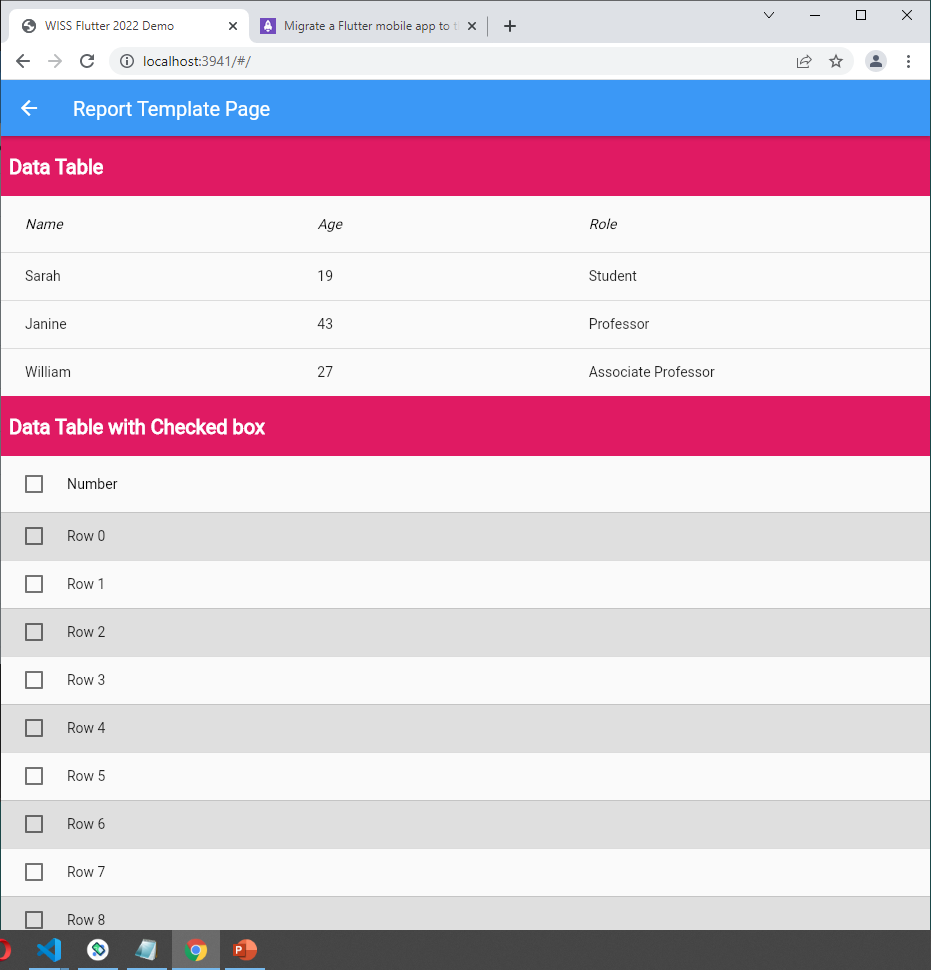 WISS Flutter 2022 Demo
Migrate a Flutter mobile app to t
localhost:3941/#/
Report Template Page
Data Table
Name Age Role
Sarah 19 Student
Janine 43 Professor
William 27 Associate Professor
Data Table with Checked box
Number
Row 0
Row 1
Row 2
Row 3
Row 4
Row 5
Row 6
Row 7
Row 8